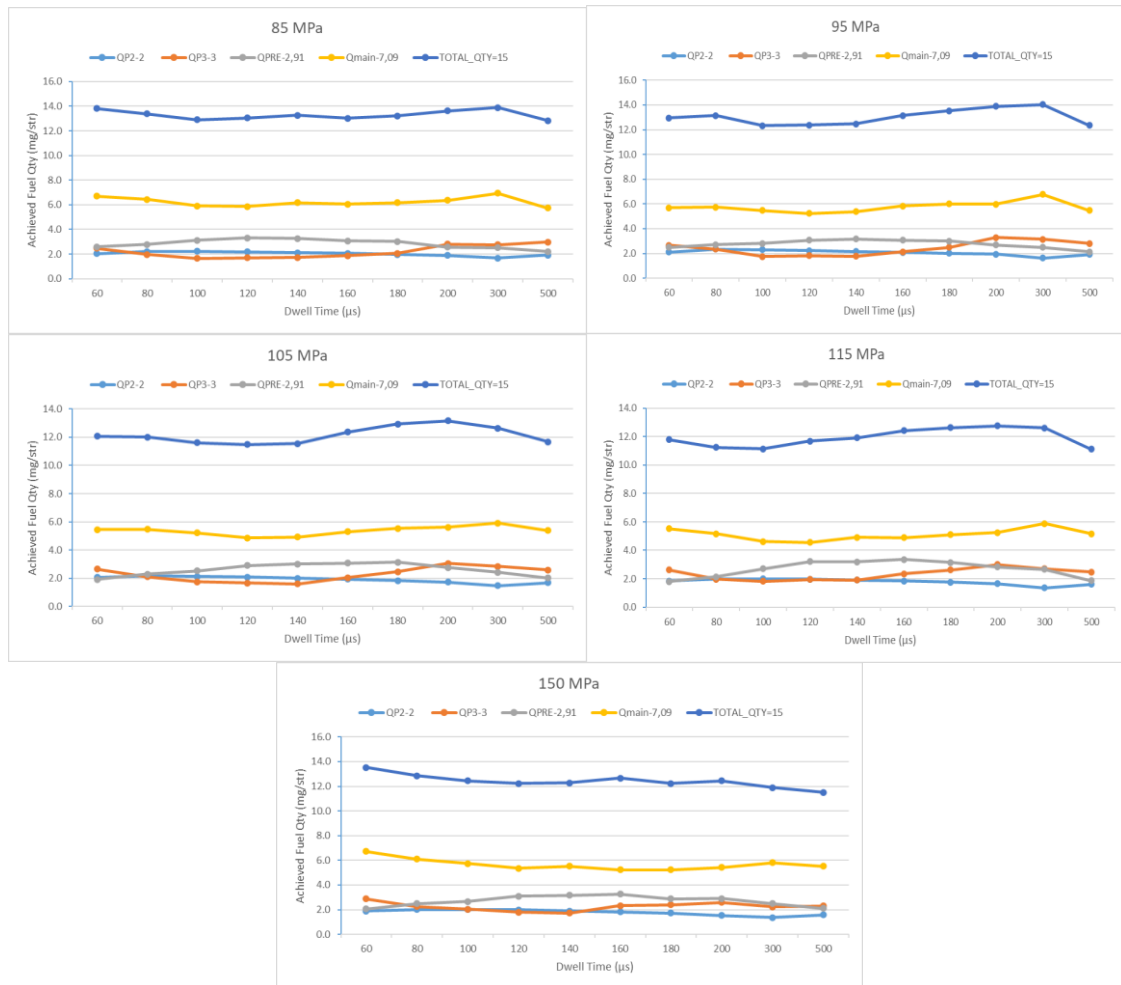 85 MPa
QP2-2 QP3-3 QPRE-2,91 Qmain-7,09 TOTAL_QTY=15
Achieved Fuel Qty (mg/str)
16.0
14.0
12.0
10.0
8.0
6.0
4.0
2.0
0.0
60 80 100 120 140 160 180 200 300 500
Dwell Time (µs)
95 MPa
QP2-2 QP3-3 QPRE-2,91 Qmain-7,09 TOTAL_QTY=15
Achieved Fuel Qty (mg/str)
16.0
14.0
12.0
10.0
8.0
6.0
4.0
2.0
0.0
60 80 100 120 140 160 180 200 300 500
Dwell Time (µs)
105 MPa
QP2-2 QP3-3 QPRE-2,91 Qmain-7,09 TOTAL_QTY=15
Achieved Fuel Qty (mg/str)
14.0
12.0
10.0
8.0
6.0
4.0
2.0
0.0
60 80 100 120 140 160 180 200 300 500
Dwell Time (µs)
115 MPa
QP2-2 QP3-3 QPRE-2,91 Qmain-7,09 TOTAL_QTY=15
Achieved Fuel Qty (mg/str)
14.0
12.0
10.0
8.0
6.0
4.0
2.0
0.0
60 80 100 120 140 160 180 200 300 500
Dwell Time (µs)
150 MPa
QP2-2 QP3-3 QPRE-2,91 Qmain-7,09 TOTAL_QTY=15
Achieved Fuel Qty (mg/str)
16.0
14.0
12.0
10.0
8.0
6.0
4.0
2.0
0.0
60 80 100 120 140 160 180 200 300 500
Dwell Time (µs)